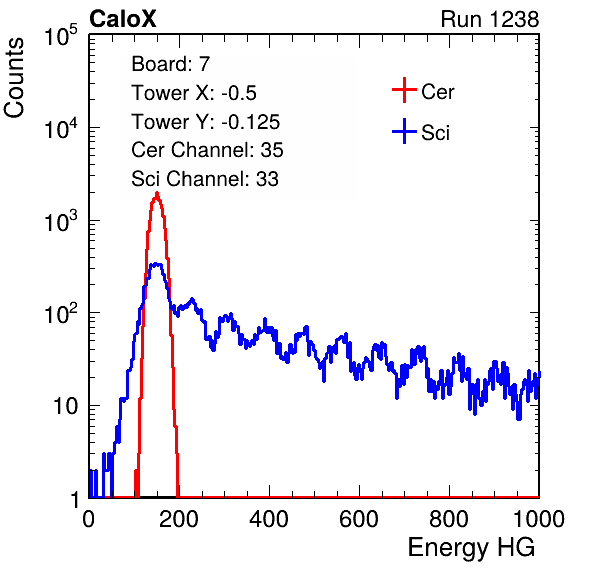 CaloX Run 1238
Counts
Board: 7
Tower X: -0.5
Tower Y: -0.125
Cer Channel: 35
Sci Channel: 33
Cer
Sci
10^5
10^4
10^3
10^2
10
1
0 200 400 600 800 1000
Energy HG